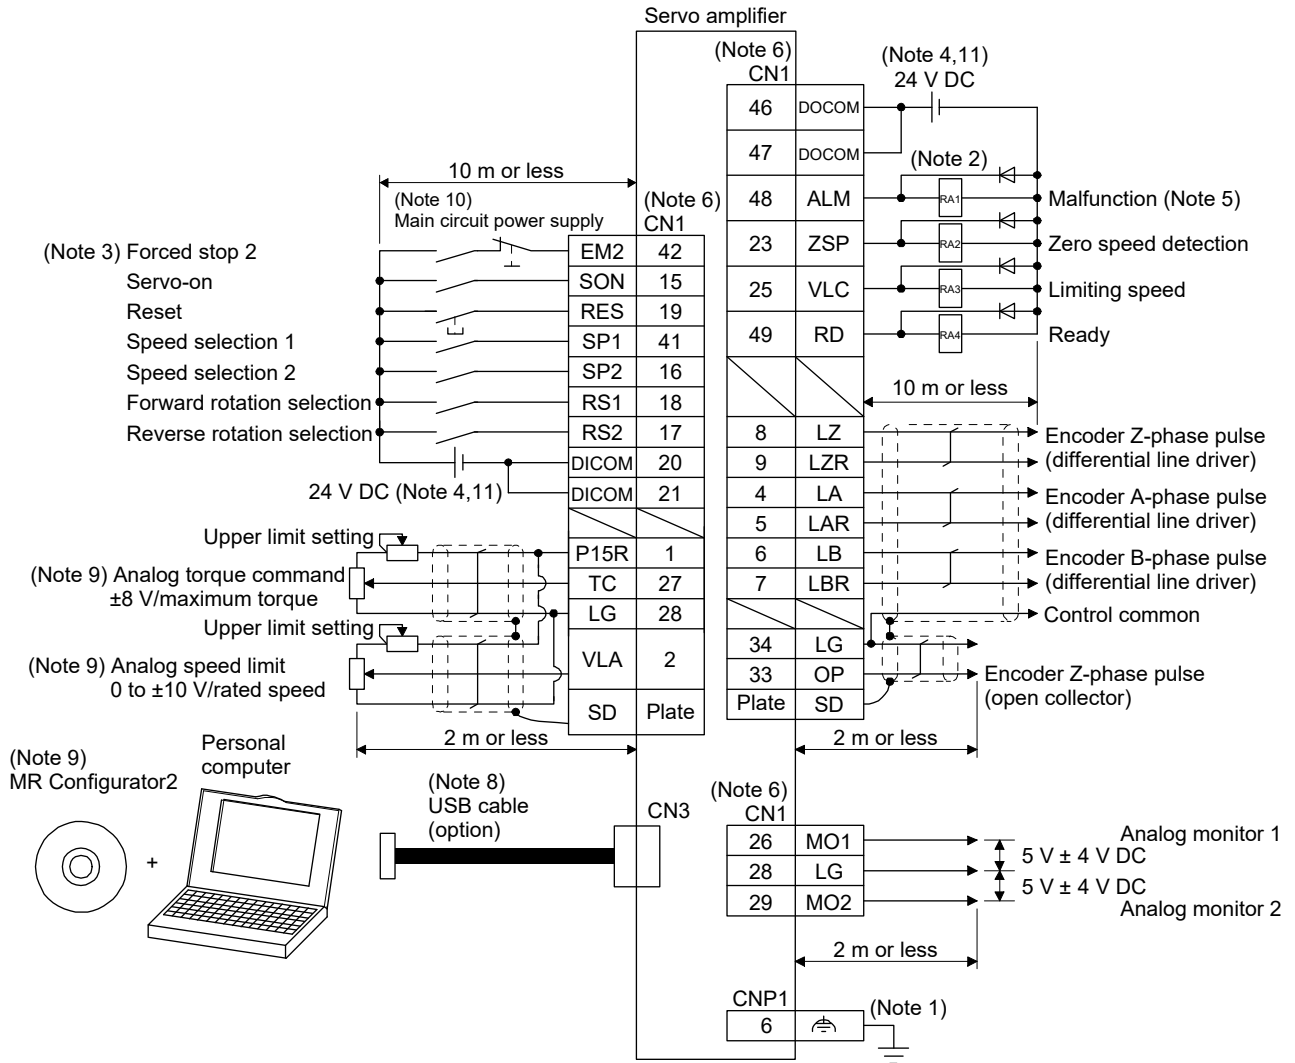 Servo amplifier
(Note 6)
CN1
(Note 4,11)
24 V DC
46 DOCOM
47 DOCOM
(Note 2)
48 ALM RA1 Malfunction (Note 5)
23 ZSP RA2 Zero speed detection
25 VLC RA3 Limiting speed
49 RD RA4 Ready
10 m or less
8 LZ Encoder Z-phase pulse
9 LZR (differential line driver)
4 LA Encoder A-phase pulse
5 LAR (differential line driver)
6 LB Encoder B-phase pulse
7 LBR (differential line driver)
Control common
34 LG
33 OP Encoder Z-phase pulse
(open collector)
Plate SD
2 m or less
10 m or less
(Note 10)
Main circuit power supply
(Note 6)
CN1
(Note 3) Forced stop 2 EM2 42
Servo-on SON 15
Reset RES 19
Speed selection 1 SP1 41
Speed selection 2 SP2 16
Forward rotation selection RS1 18
Reverse rotation selection RS2 17
DICOM 20
24 V DC (Note 4,11) DICOM 21
Upper limit setting P15R 1
(Note 9) Analog torque command TC 27
±8 V/maximum torque
LG 28
Upper limit setting
VLA 2
(Note 9) Analog speed limit
0 to ±10 V/rated speed
SD Plate
2 m or less
(Note 9)
MR Configurator2
+
Personal
computer
(Note 8)
USB cable
(option)
CN3
(Note 6)
CN1
26 MO1 Analog monitor 1
5 V ± 4 V DC
28 LG
5 V ± 4 V DC
29 MO2 Analog monitor 2
2 m or less
CNP1
6 (Note 1)